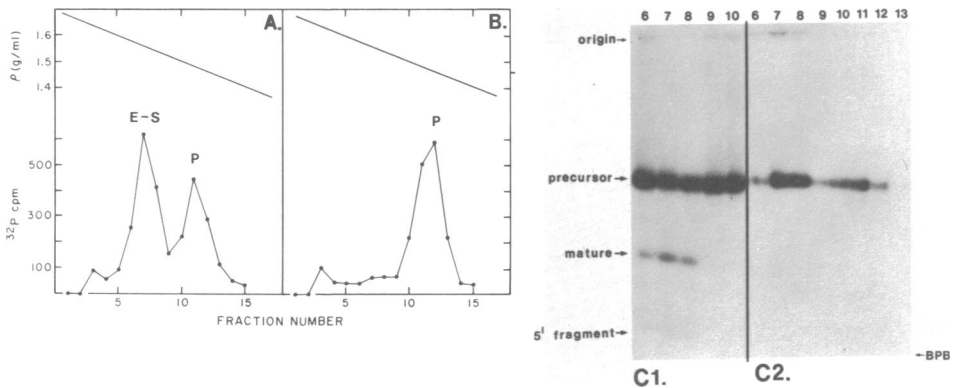 A.
B.
ρ (g/ml)
1.6
1.5
1.4
E-S
P
P
32P cpm
500
300
100
5
10
15
5
10
15
FRACTION NUMBER
6 7 8 9 10 6 7 8 9 10 11 12 13
origin
precursor
mature
5' fragment
BPB
C1.
C2.